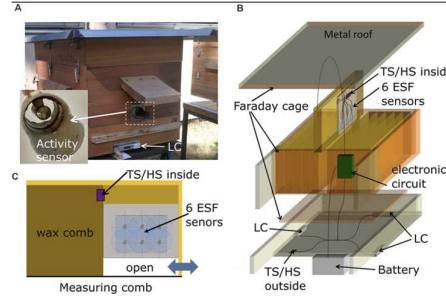 A
Activity
sensor
LC
C
TS/HS inside
wax comb
6 ESF
senors
open
Measuring comb
B
Metal roof
TS/HS insid
6 ESF
sensors
Faraday cage
electronic
circuit
LC
LC
TS/HS
outside
Battery